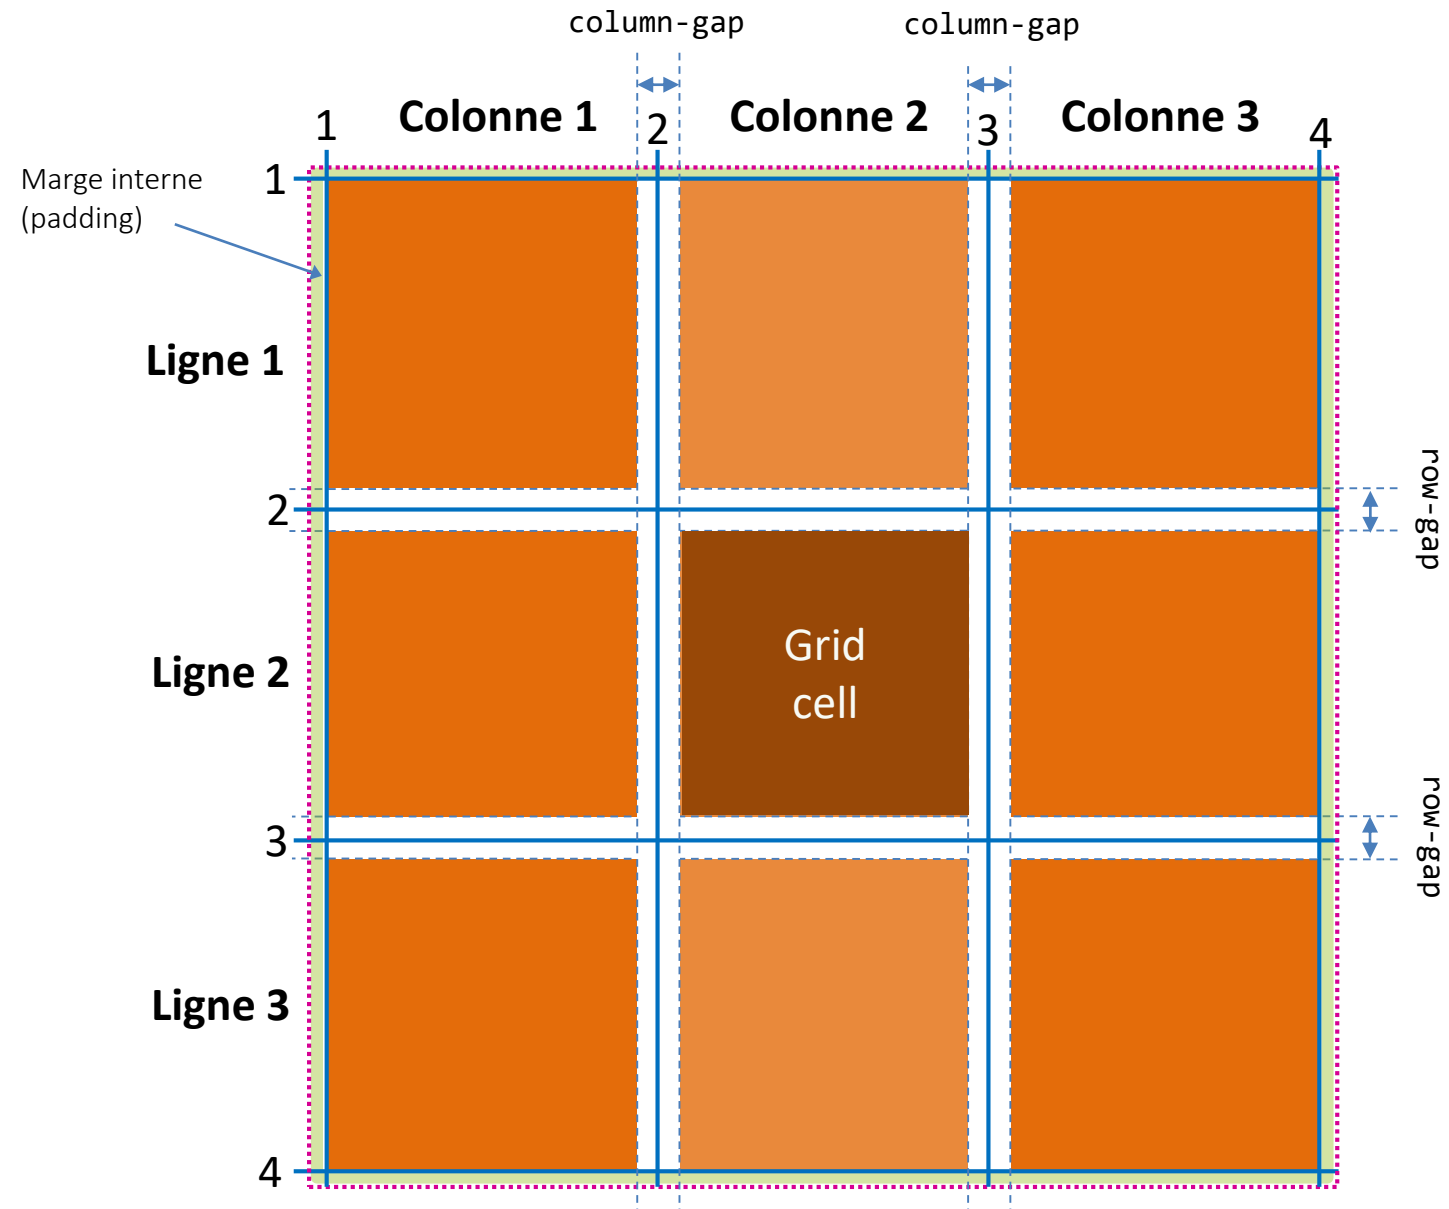 column-gap
column-gap
1
Colonne 1
2
Colonne 2
3
Colonne 3
4
Marge interne
(padding)
1
Ligne 1
2
row-gap
Ligne 2
Grid
cell
3
row-gap
Ligne 3
4